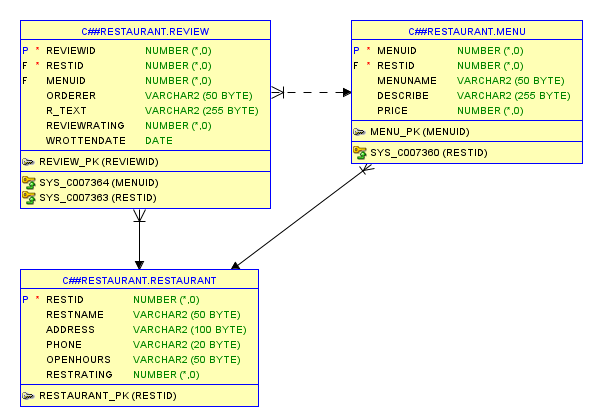 C##RESTAURANT.REVIEW
P * REVIEWID NUMBER (*,0)
F * RESTID NUMBER (*,0)
F MENUID NUMBER (*,0)
ORDERER VARCHAR2 (50 BYTE)
R_TEXT VARCHAR2 (255 BYTE)
REVIEWRATING NUMBER (*,0)
WROTTENDATE DATE
REVIEW_PK (REVIEWID)
SYS_C007364 (MENUID)
SYS_C007363 (RESTID)
C##RESTAURANT.MENU
P * MENUID NUMBER (*,0)
F * RESTID NUMBER (*,0)
MENUNAME VARCHAR2 (50 BYTE)
DESCRIBE VARCHAR2 (255 BYTE)
PRICE NUMBER (*,0)
MENU_PK (MENUID)
SYS_C007360 (RESTID)
C##RESTAURANT.RESTAURANT
P * RESTID NUMBER (*,0)
RESTNAME VARCHAR2 (50 BYTE)
ADDRESS VARCHAR2 (100 BYTE)
PHONE VARCHAR2 (20 BYTE)
OPENHOURS VARCHAR2 (50 BYTE)
RESTRATING NUMBER (*,0)
RESTAURANT_PK (RESTID)